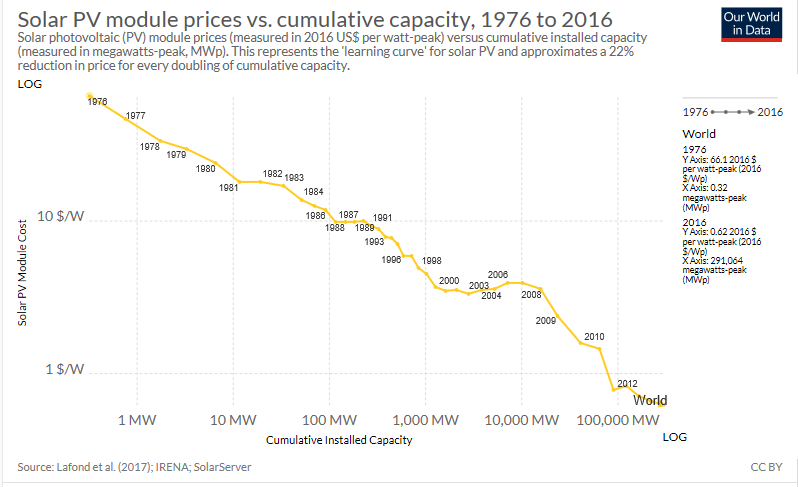 Solar PV module prices vs. cumulative capacity, 1976 to 2016
Solar photovoltaic (PV) module prices (measured in 2016 US$ per watt-peak) versus cumulative installed capacity
(measured in megawatts-peak, MWp). This represents the 'learning curve' for solar PV and approximates a 22%
reduction in price for every doubling of cumulative capacity.
Our World
in Data
LOG
1976
1977
1978
1979
1980
1981
1982
1983
1984
1986
1987
1988
1989
1991
1993
1996
1998
2000
2003
2004
2006
2008
2009
2010
2012
World
10 $/W
1 $/W
Solar PV Module Cost
1 MW
10 MW
100 MW
1,000 MW
10,000 MW
100,000 MW
Cumulative Installed Capacity
LOG
1976 2016
World
1976
Y Axis: 66.1 2016 $
per watt-peak (2016
$/Wp)
X Axis: 0.32
megawatts-peak
(MWp)
2016
Y Axis: 0.62 2016 $
per watt-peak (2016
$/Wp)
X Axis: 291,064
megawatts-peak
(MWp)
Source: Lafond et al. (2017); IRENA; SolarServer
CC BY